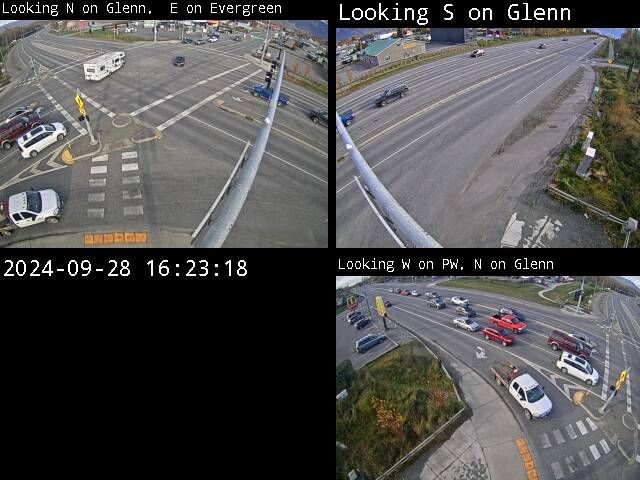 Looking N on Glenn,  E on Evergreen
Looking S on Glenn
2024-09-28 16:23:18
Looking W on PW, N on Glenn